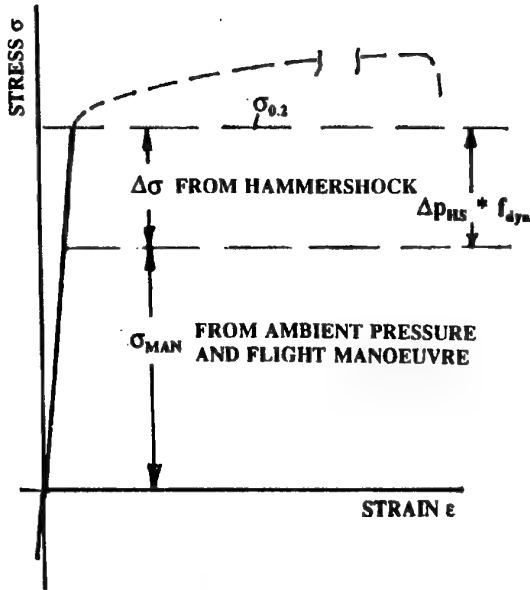 STRESS σ
σ0.2
Δσ FROM HAMMERSHOCK
ΔpHS * fdyn
σMAN FROM AMBIENT PRESSURE
AND FLIGHT MANOEUVRE
STRAIN ε